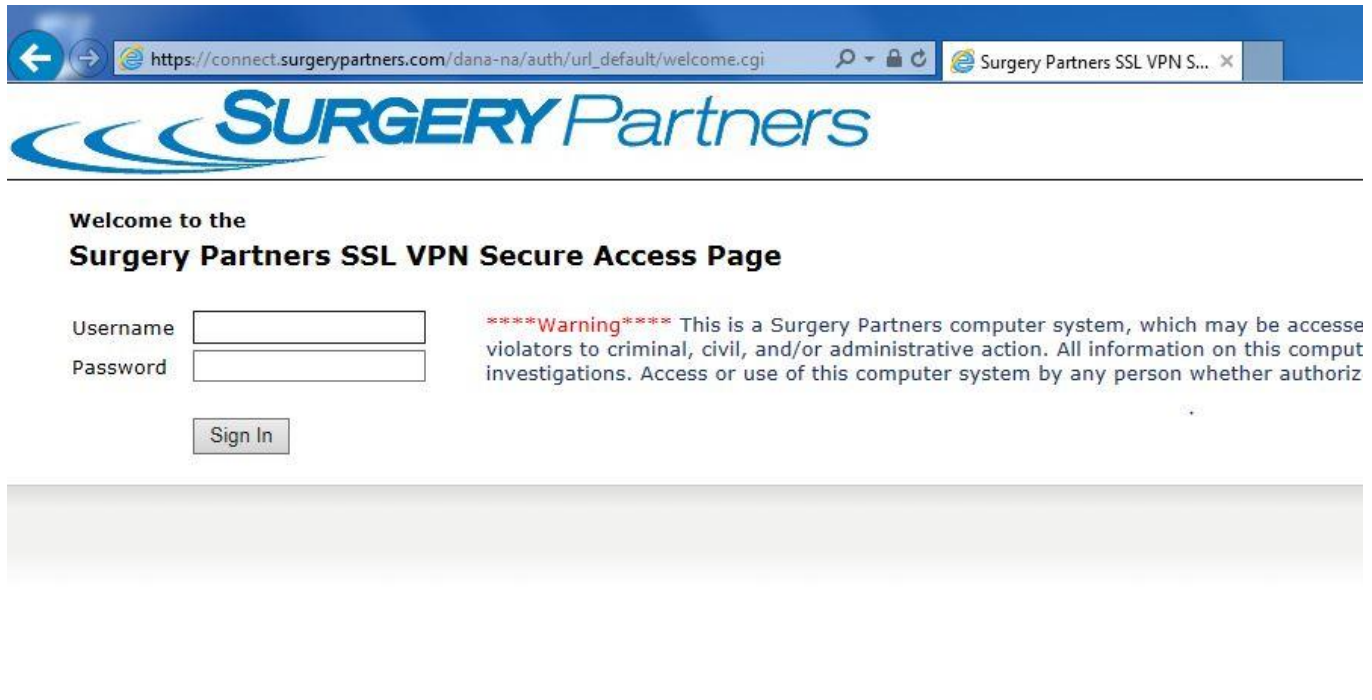 https://connect.surgerypartners.com/dana-na/auth/url_default/welcome.cgi
Surgery Partners SSL VPN S...
SURGERY Partners
Welcome to the
Surgery Partners SSL VPN Secure Access Page
Username
Password
****Warning**** This is a Surgery Partners computer system, which may be accesse
violators to criminal, civil, and/or administrative action. All information on this comput
investigations. Access or use of this computer system by any person whether authoriz
.
Sign In